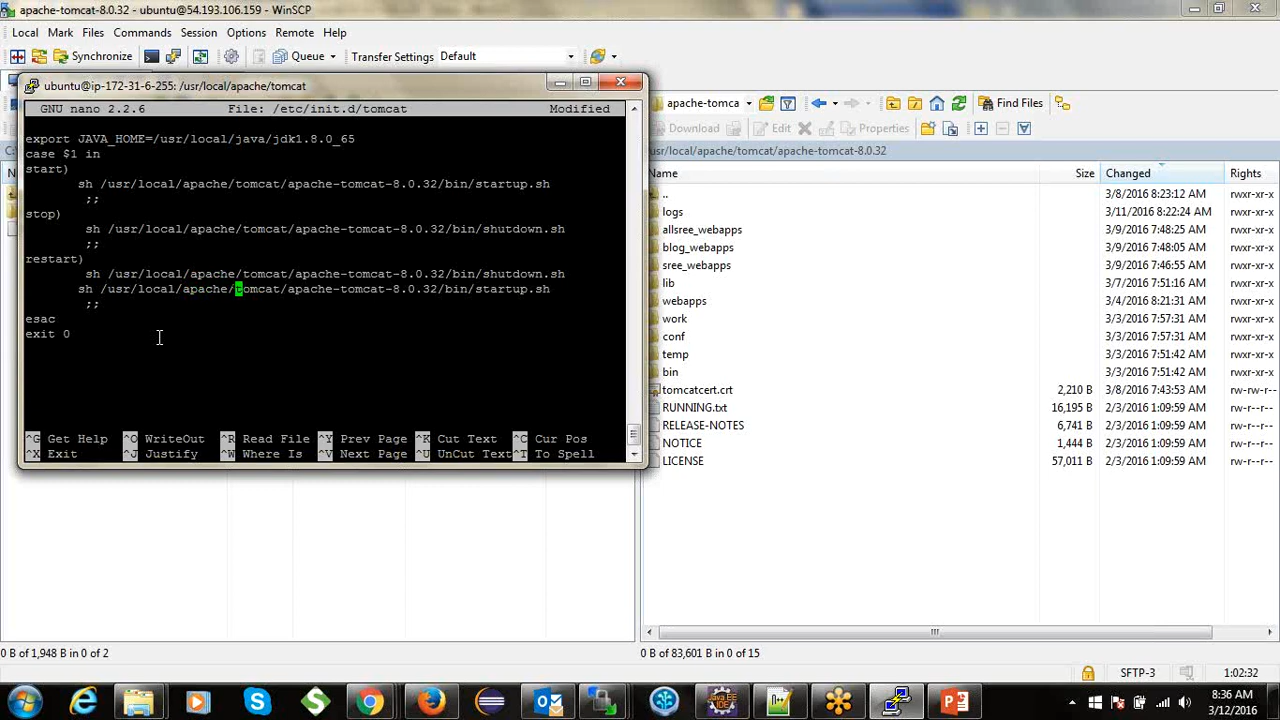 apache-tomcat-8.0.32 - ubuntu@54.193.106.159 - WinSCP
Local Mark Files Commands Session Options Remote Help
Synchronize Queue Transfer Settings Default
ubuntu@ip-172-31-6-255: /usr/local/apache/tomcat
GNU nano 2.2.6 File: /etc/init.d/tomcat Modified
export JAVA_HOME=/usr/local/java/jdk1.8.0_65
case $1 in
start)
sh /usr/local/apache/tomcat/apache-tomcat-8.0.32/bin/startup.sh
;;
stop)
sh /usr/local/apache/tomcat/apache-tomcat-8.0.32/bin/shutdown.sh
;;
restart)
sh /usr/local/apache/tomcat/apache-tomcat-8.0.32/bin/shutdown.sh
sh /usr/local/apache/tomcat/apache-tomcat-8.0.32/bin/startup.sh
;;
esac
exit 0
^G Get Help ^O WriteOut ^R Read File ^Y Prev Page ^K Cut Text ^C Cur Pos
^X Exit ^J Justify ^W Where Is ^V Next Page ^U UnCut Text ^T To Spell
apache-tomca Find Files
Download Edit Properties
usr/local/apache/tomcat/apache-tomcat-8.0.32
Name Size Changed Rights
.. 3/8/2016 8:23:12 AM rwxr-xr-x
logs 3/11/2016 8:22:24 AM rwxr-xr-x
allsree_webapps 3/9/2016 7:48:25 AM rwxr-xr-x
blog_webapps 3/9/2016 7:48:05 AM rwxr-xr-x
sree_webapps 3/9/2016 7:45:22 AM rwxr-xr-x
lib 3/9/2016 7:28:57 AM rwxr-xr-x
webapps 3/4/2016 8:21:31 AM rwxr-xr-x
work 3/3/2016 7:57:31 AM rwxr-xr-x
conf 3/3/2016 7:57:31 AM rwxr-xr-x
temp 3/3/2016 7:51:42 AM rwxr-xr-x
bin 3/3/2016 7:51:42 AM rwxr-xr-x
tomcatcert.crt 2,210 B 3/8/2016 7:43:53 AM rw-rw-r--
RUNNING.txt 16,195 B 2/3/2016 1:09:59 AM rw-r--r--
RELEASE-NOTES 6,741 B 2/3/2016 1:09:59 AM rw-r--r--
NOTICE 1,444 B 2/3/2016 1:09:59 AM rw-r--r--
LICENSE 57,011 B 2/3/2016 1:09:59 AM rw-r--r--
0 B of 1,948 B in 0 of 2
0 B of 83,601 B in 0 of 15
SFTP-3 1:02:32
8:36 AM
3/12/2016